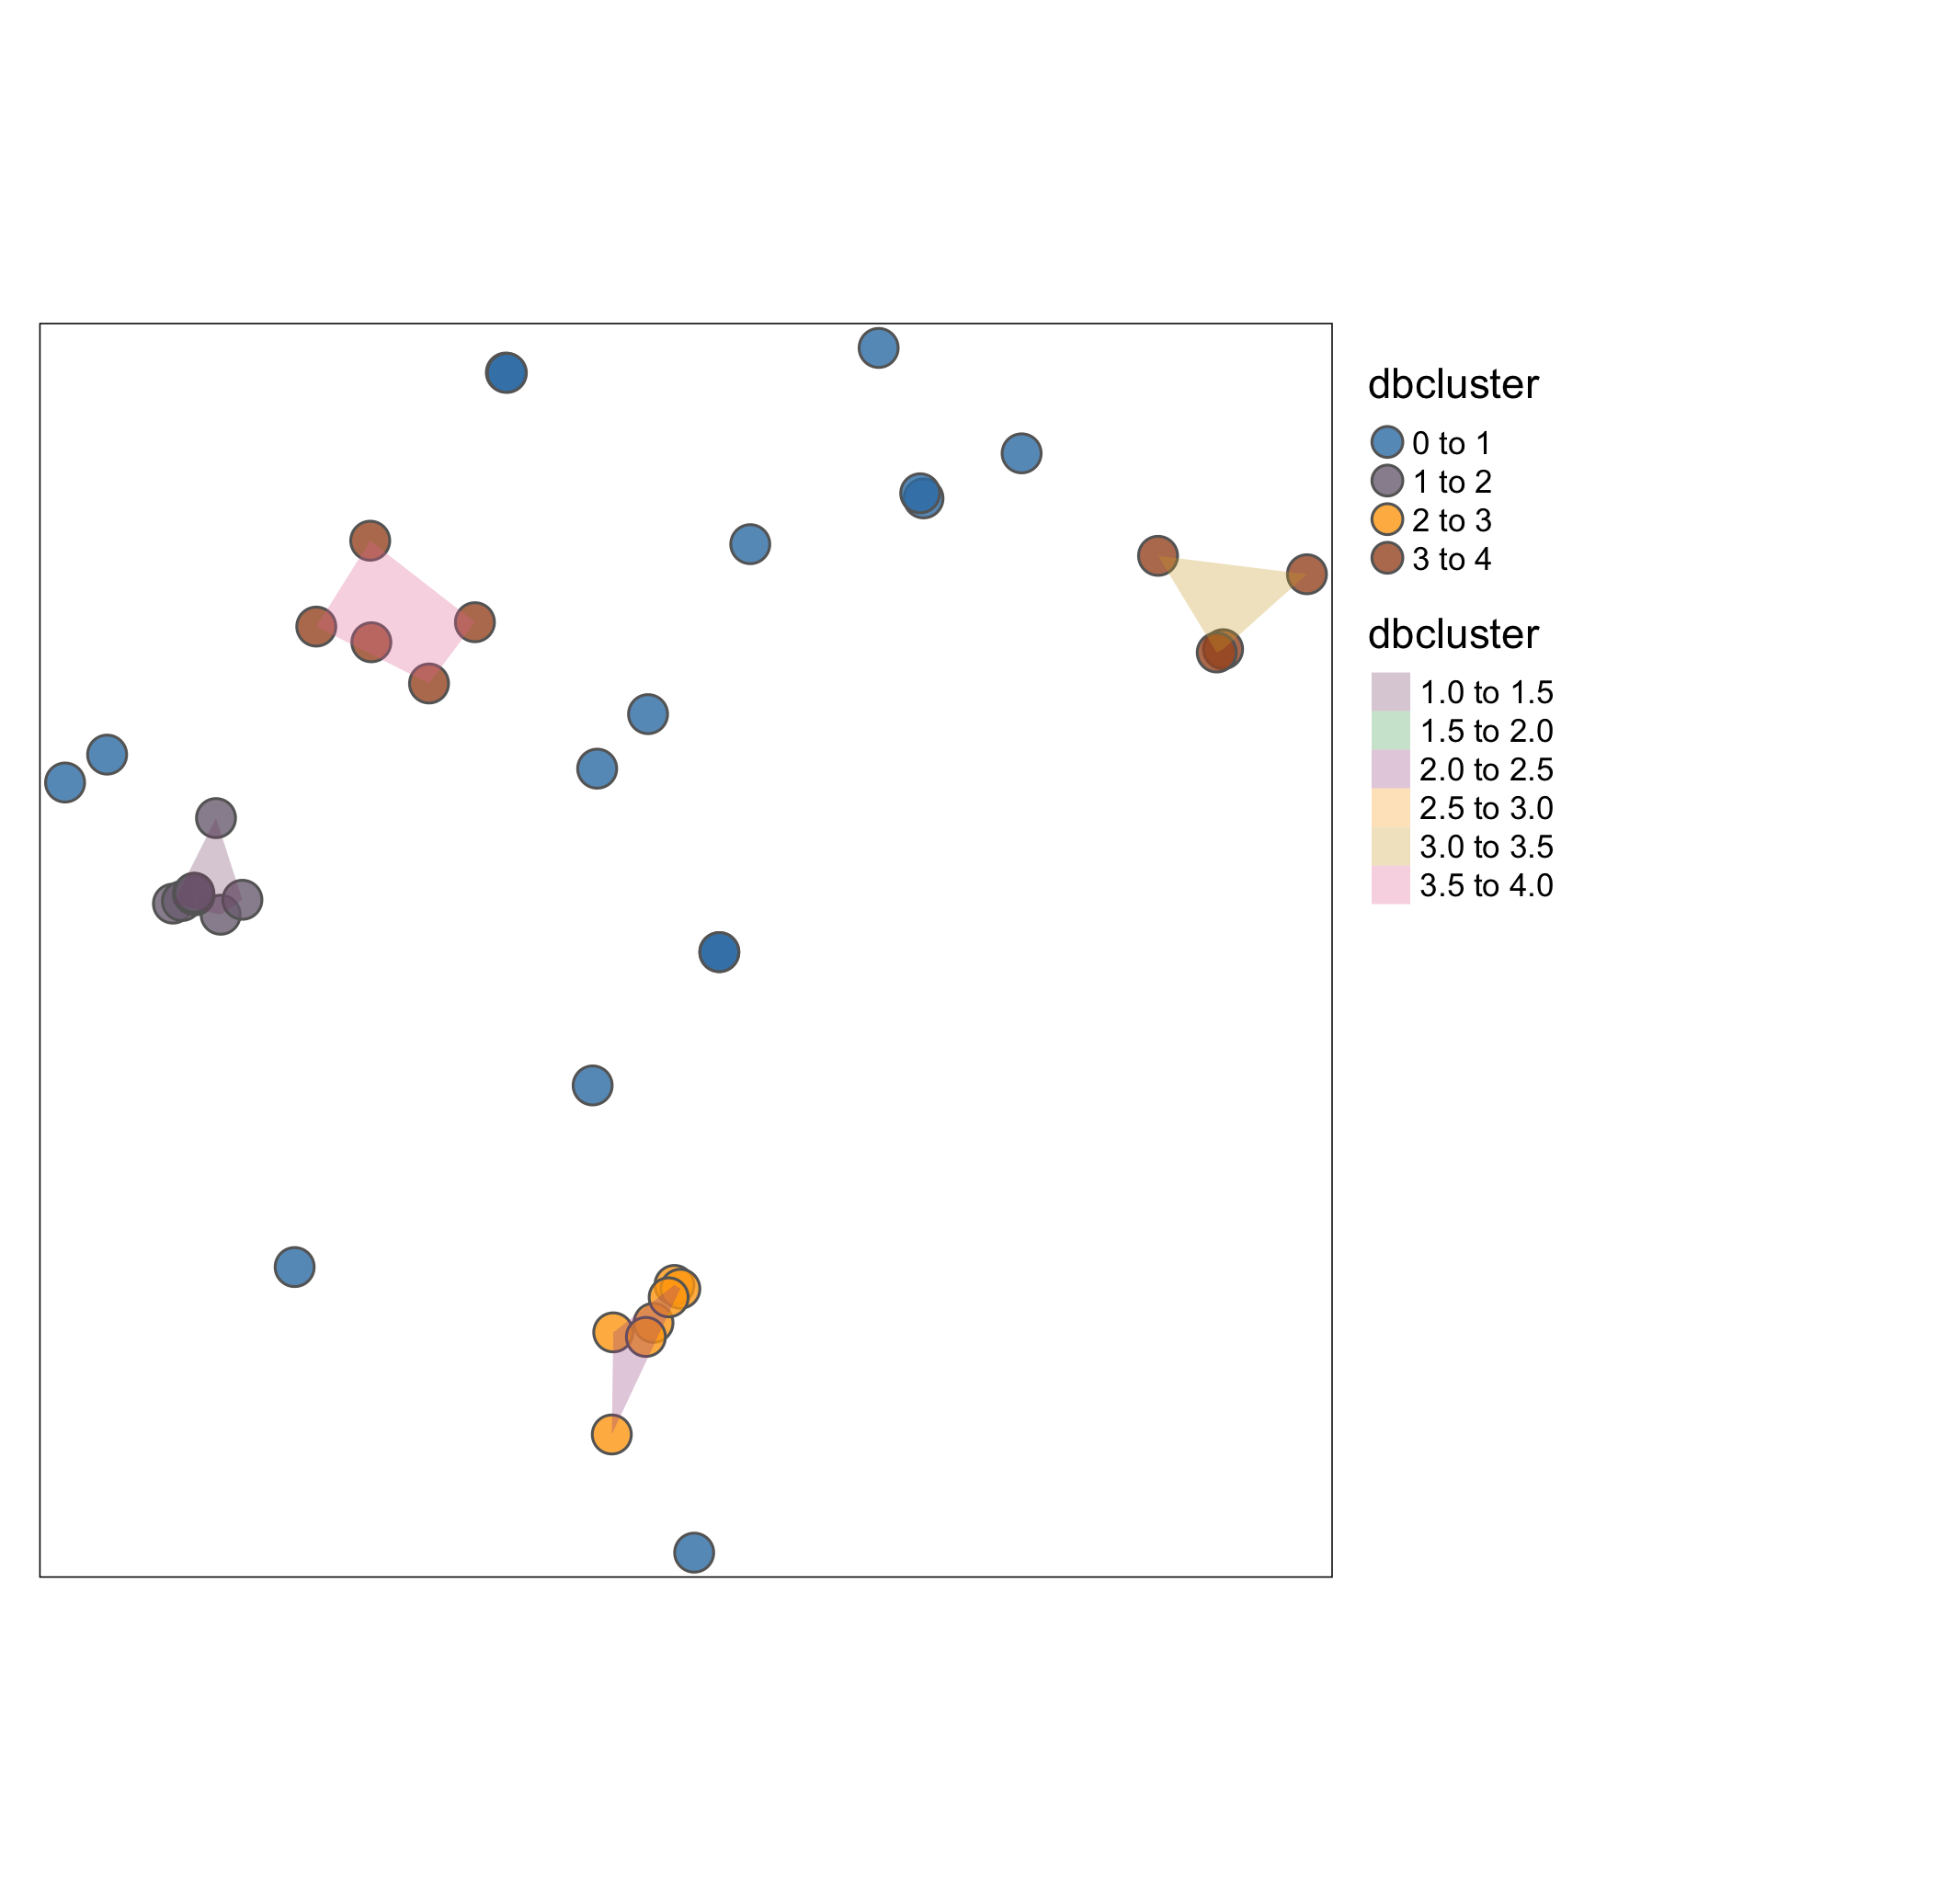 dbcluster
0 to 1
1 to 2
2 to 3
3 to 4
dbcluster
1.0 to 1.5
1.5 to 2.0
2.0 to 2.5
2.5 to 3.0
3.0 to 3.5
3.5 to 4.0